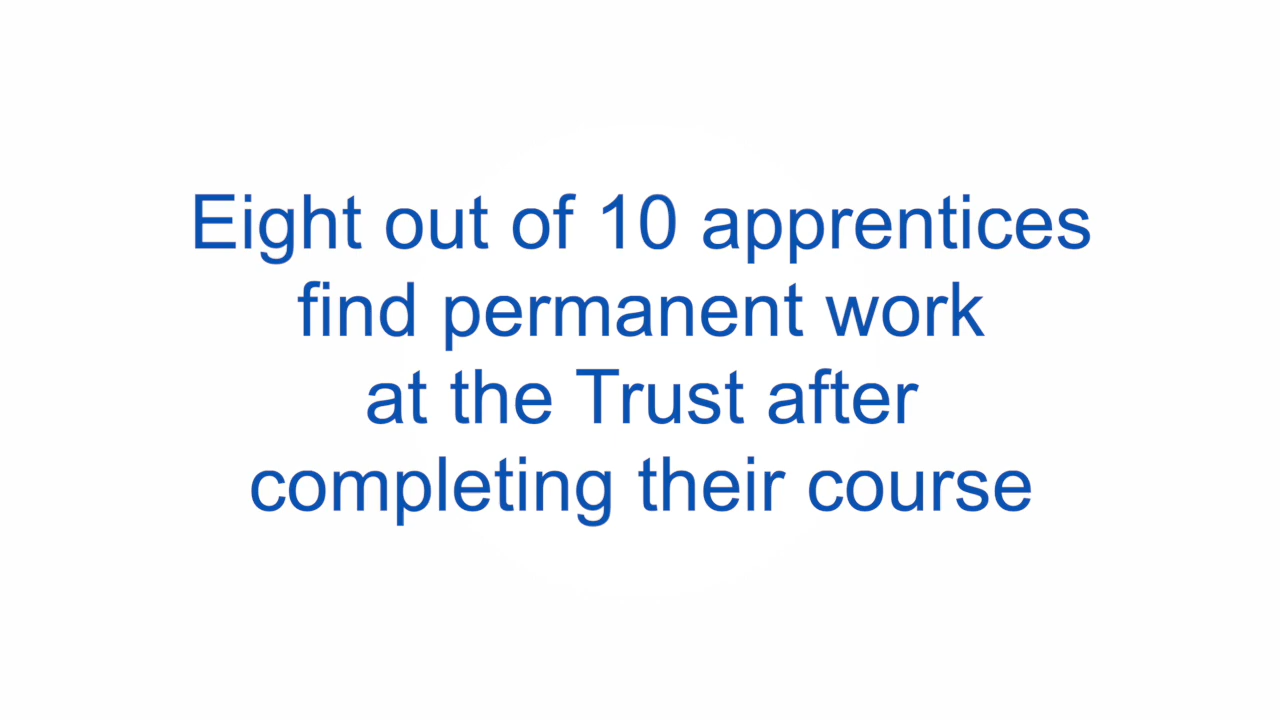 Eight out of 10 apprentices
find permanent work
at the Trust after
completing their course